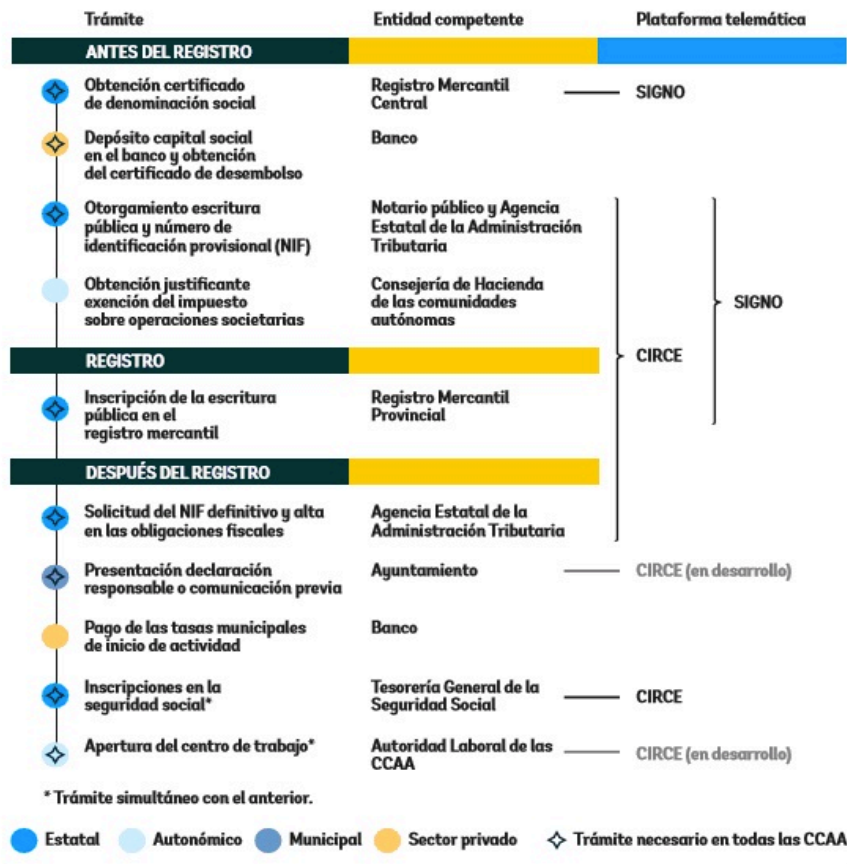 Trámite Entidad competente Plataforma telemática
ANTES DEL REGISTRO
Obtención certificado
de denominación social
Registro Mercantil
Central
SIGNO
Depósito capital social
en el banco y obtención
del certificado de desembolso
Banco
Otorgamiento escritura
pública y número de
identificación provisional (NIF)
Notario público y Agencia
Estatal de la Administración
Tributaria
Obtención justificante
exención del impuesto
sobre operaciones societarias
Consejería de Hacienda
de las comunidades
autónomas
SIGNO
CIRCE
REGISTRO
Inscripción de la escritura
pública en el
registro mercantil
Registro Mercantil
Provincial
DESPUÉS DEL REGISTRO
Solicitud del NIF definitivo y alta
en las obligaciones fiscales
Agencia Estatal de la
Administración Tributaria
Presentación declaración
responsable o comunicación previa
Ayuntamiento
CIRCE (en desarrollo)
Pago de las tasas municipales
de inicio de actividad
Banco
Inscripciones en la
seguridad social*
Tesorería General de la
Seguridad Social
CIRCE
Apertura del centro de trabajo*
Autoridad Laboral de las
CCAA
CIRCE (en desarrollo)
* Trámite simultáneo con el anterior.
Estatal Autonómico Municipal Sector privado Trámite necesario en todas las CCAA